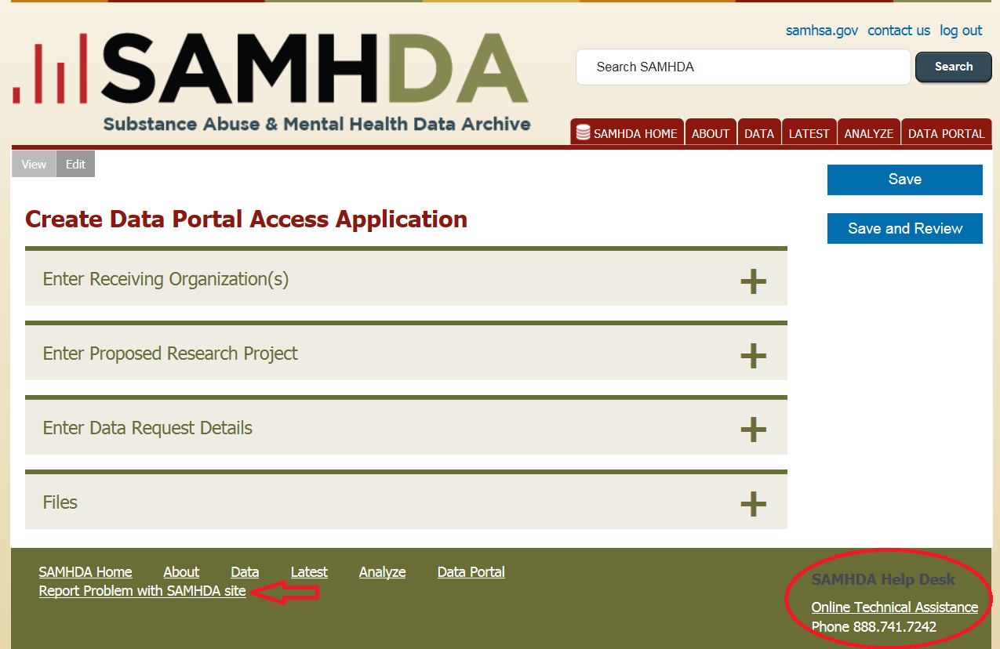 samhsa.gov contact us log out
SAMHDA
Substance Abuse & Mental Health Data Archive
Search SAMHDA
Search
SAMHDA HOME ABOUT DATA LATEST ANALYZE DATA PORTAL
View Edit
Save
Save and Review
Create Data Portal Access Application
Enter Receiving Organization(s)
Enter Proposed Research Project
Enter Data Request Details
Files
SAMHDA Home About Data Latest Analyze Data Portal
Report Problem with SAMHDA site
SAMHDA Help Desk
Online Technical Assistance
Phone 888.741.7242